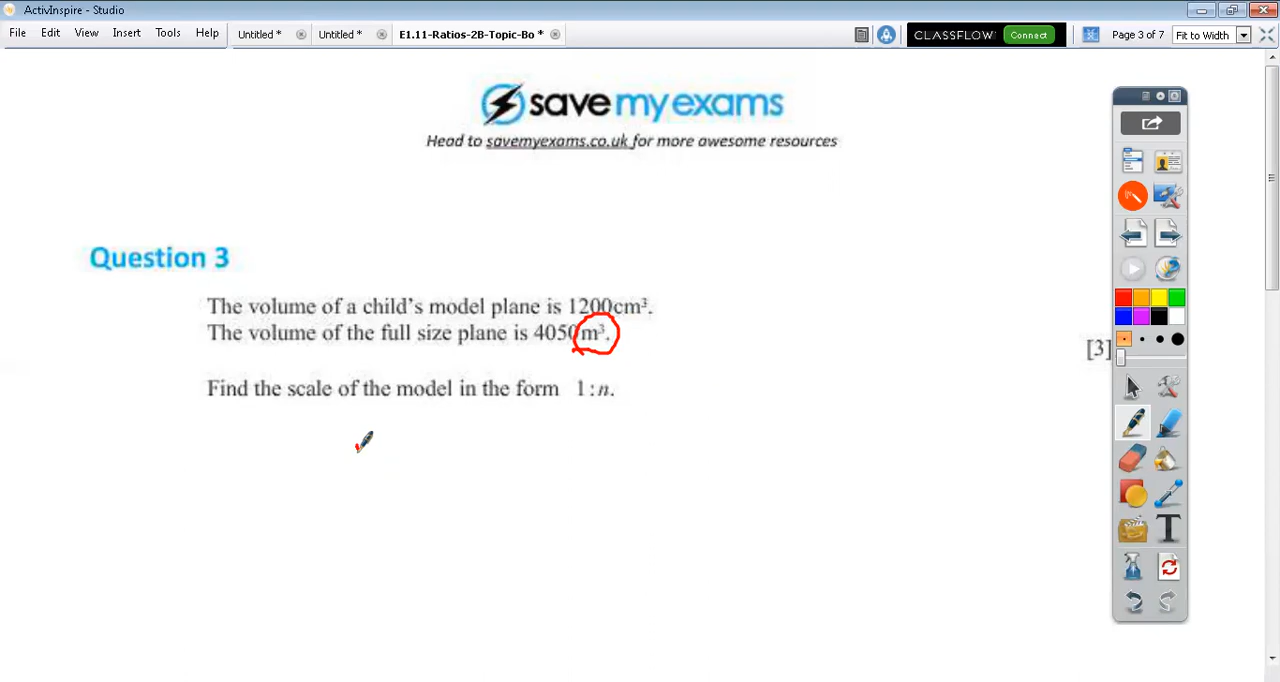 ActivInspire - Studio
File Edit View Insert Tools Help
Untitled * Untitled * E1.11-Ratios-2B-Topic-Bo *
CLASSFLOW Connect
Page 3 of 7 Fit to Width
save my exams
Head to savemyexams.co.uk for more awesome resources
Question 3
The volume of a child's model plane is 1200cm³.
The volume of the full size plane is 4050m³.
[3]
Find the scale of the model in the form 1 : n.
T